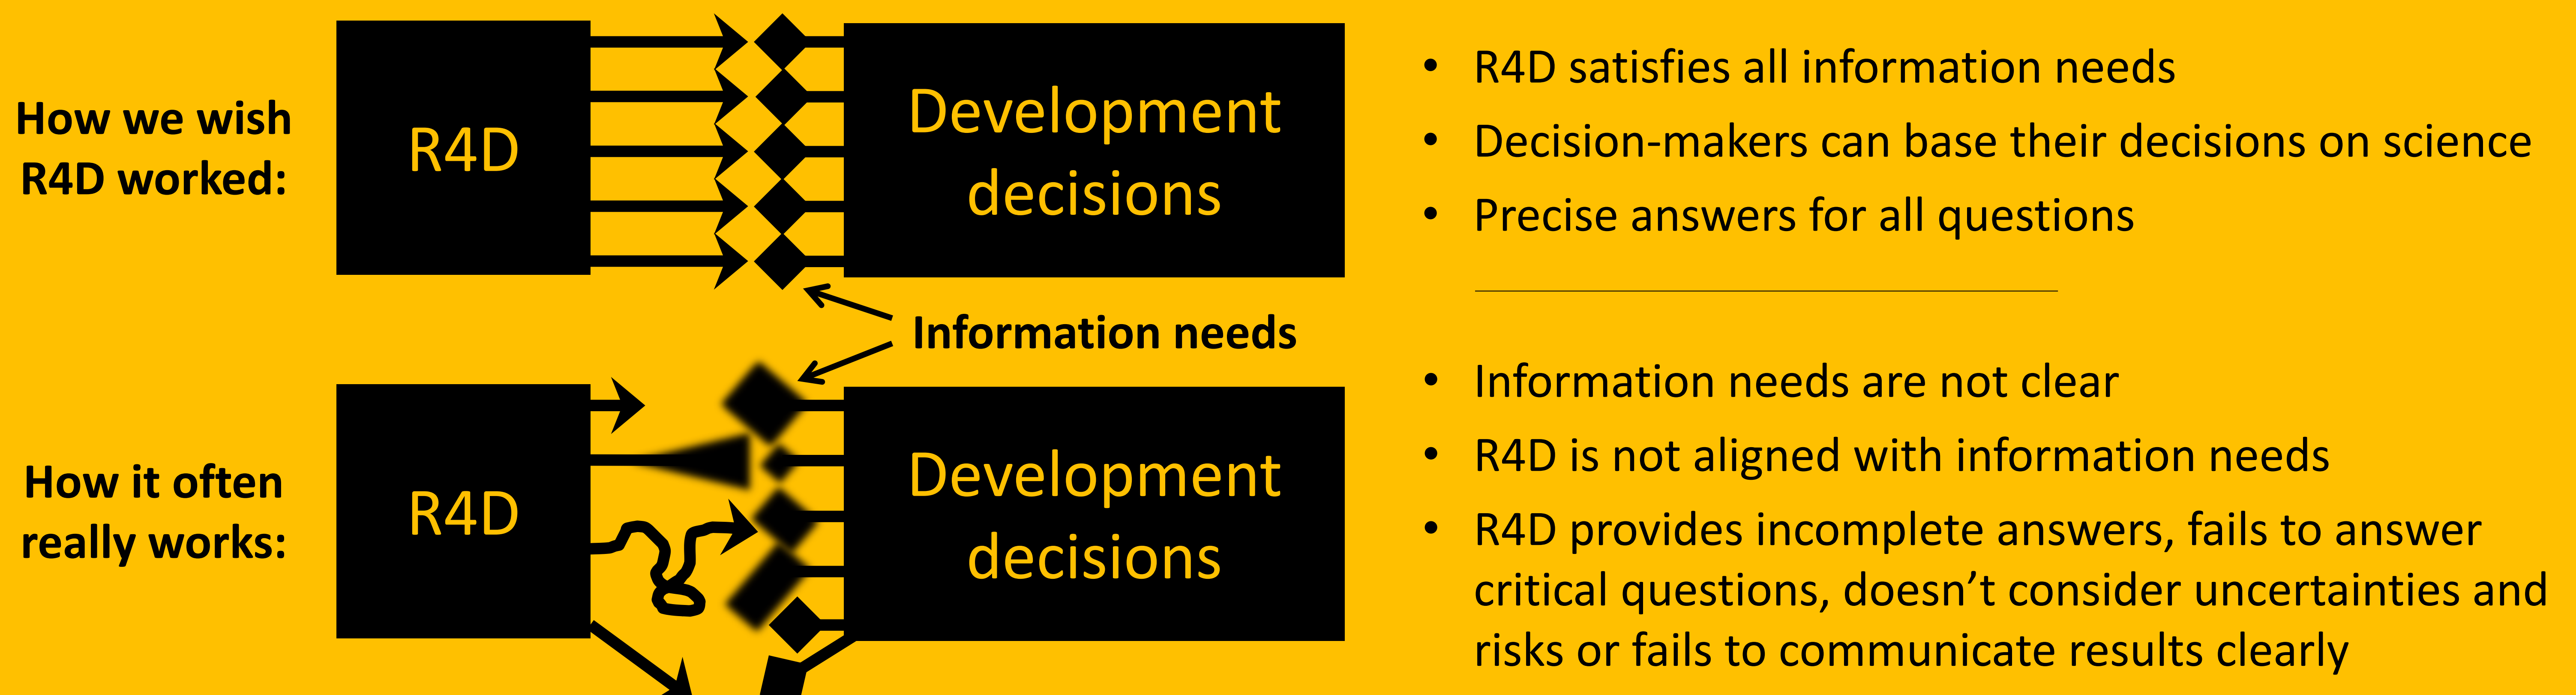 How we wish
R4D worked:
R4D
Development
decisions
• R4D satisfies all information needs
• Decision-makers can base their decisions on science
• Precise answers for all questions
Information needs
How it often
really works:
R4D
Development
decisions
• Information needs are not clear
• R4D is not aligned with information needs
• R4D provides incomplete answers, fails to answer
critical questions, doesn’t consider uncertainties and
risks or fails to communicate results clearly